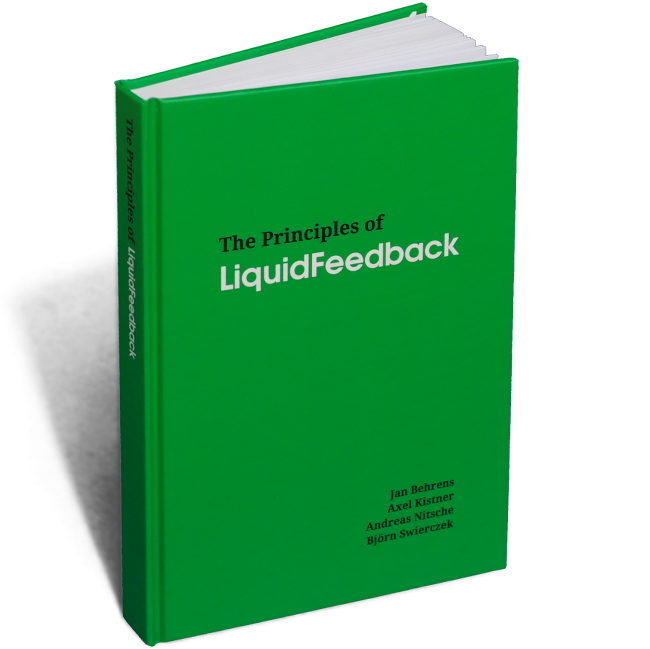 The Principles of
LiquidFeedback
Jan Behrens
Axel Kistner
Andreas Nitsche
Björn Swierczek
The Principles of LiquidFeedback